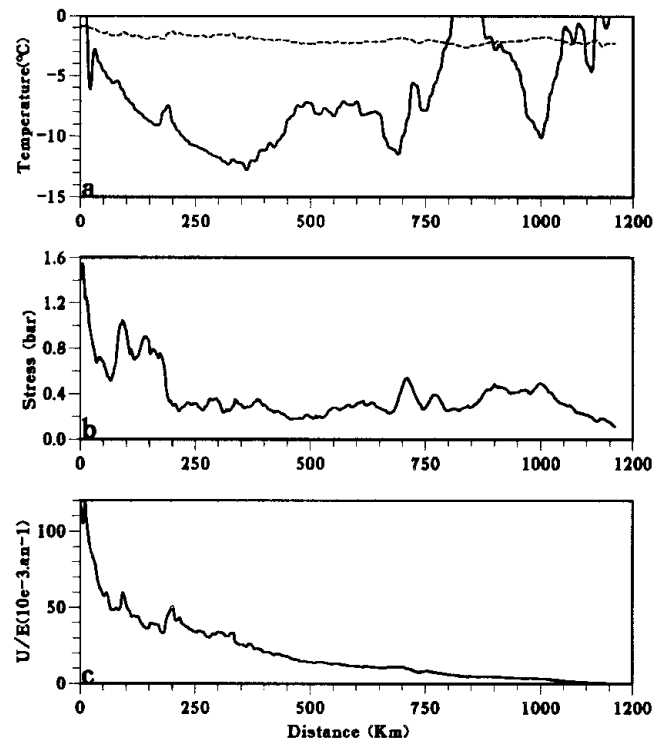 Temperature(°C)
0
−5
−10
−15
a
0 250 500 750 1000 1200
Stress (bar)
1.6
1.2
0.8
0.4
0.0
b
0 250 500 750 1000 1200
U/E(10e-3.an-1)
100
50
0
c
0 250 500 750 1000 1200
Distance (Km)